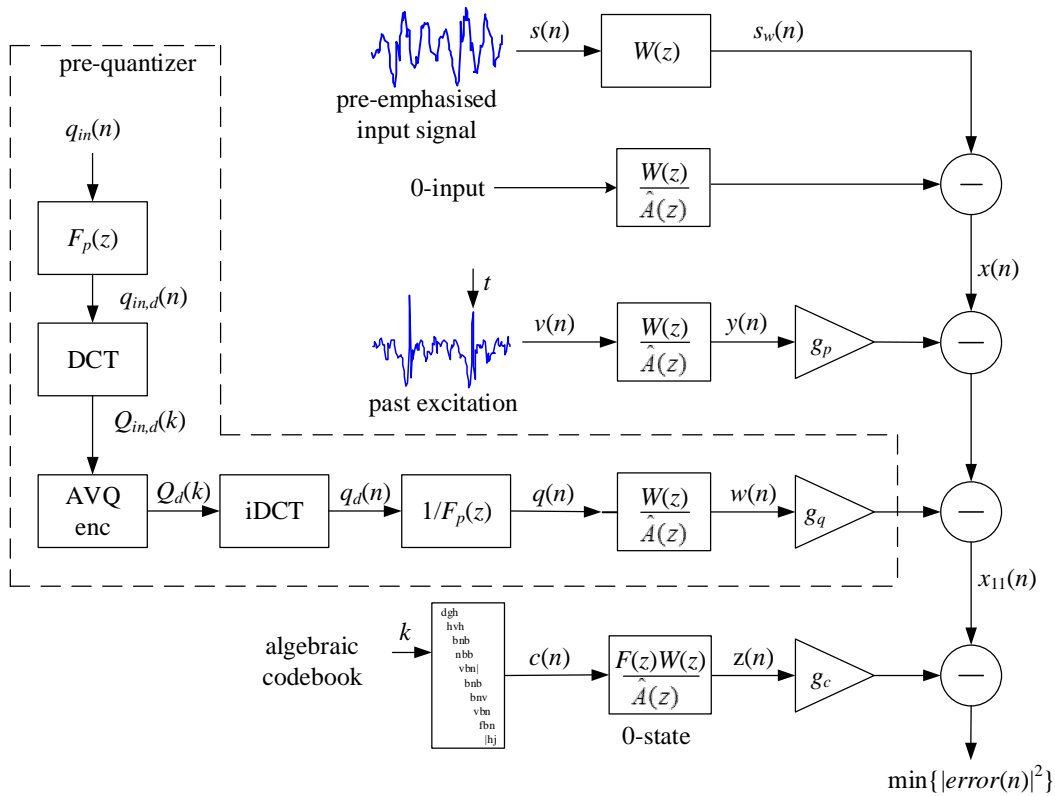 s(n)
W(z)
s_w(n)
pre-emphasised
input signal
0-input
W(z)
Â(z)
x(n)
t
v(n)
W(z)
Â(z)
y(n)
g_p
past excitation
pre-quantizer
q_in(n)
F_p(z)
q_in,d(n)
DCT
Q_in,d(k)
AVQ
enc
Q_d(k)
iDCT
q_d(n)
1/F_p(z)
q(n)
W(z)
Â(z)
w(n)
g_q
x_11(n)
algebraic
codebook
k
dgh
hvh
bnb
nbb
vbn|
bnb
bnv
vbn
fbn
|hj
c(n)
F(z)W(z)
Â(z)
0-state
z(n)
g_c
min{|error(n)|²}